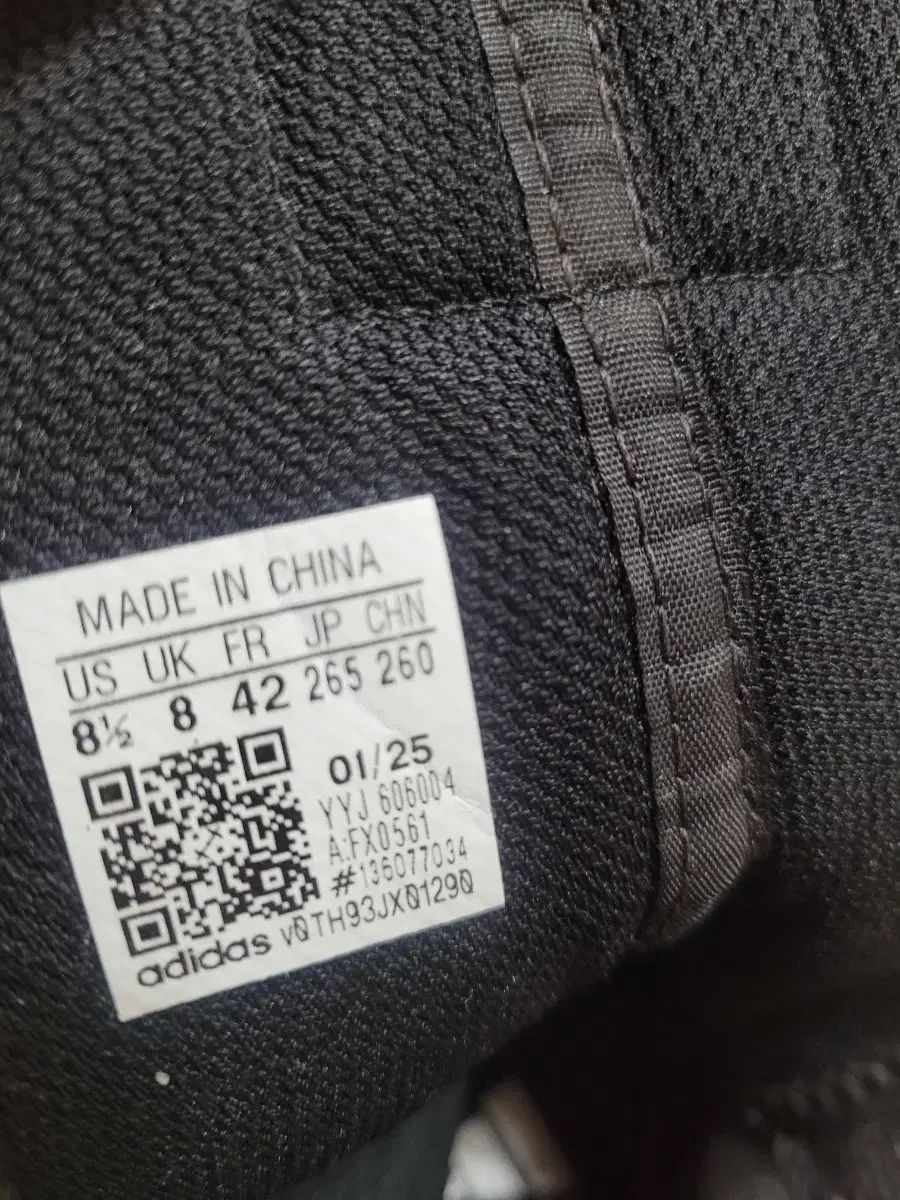 MADE IN CHINA
US UK FR JP CHN
8½ 8 42 265 260
01/25
YYJ 606004
A:FX0561
#136077034
adidas v0TH93JX01290